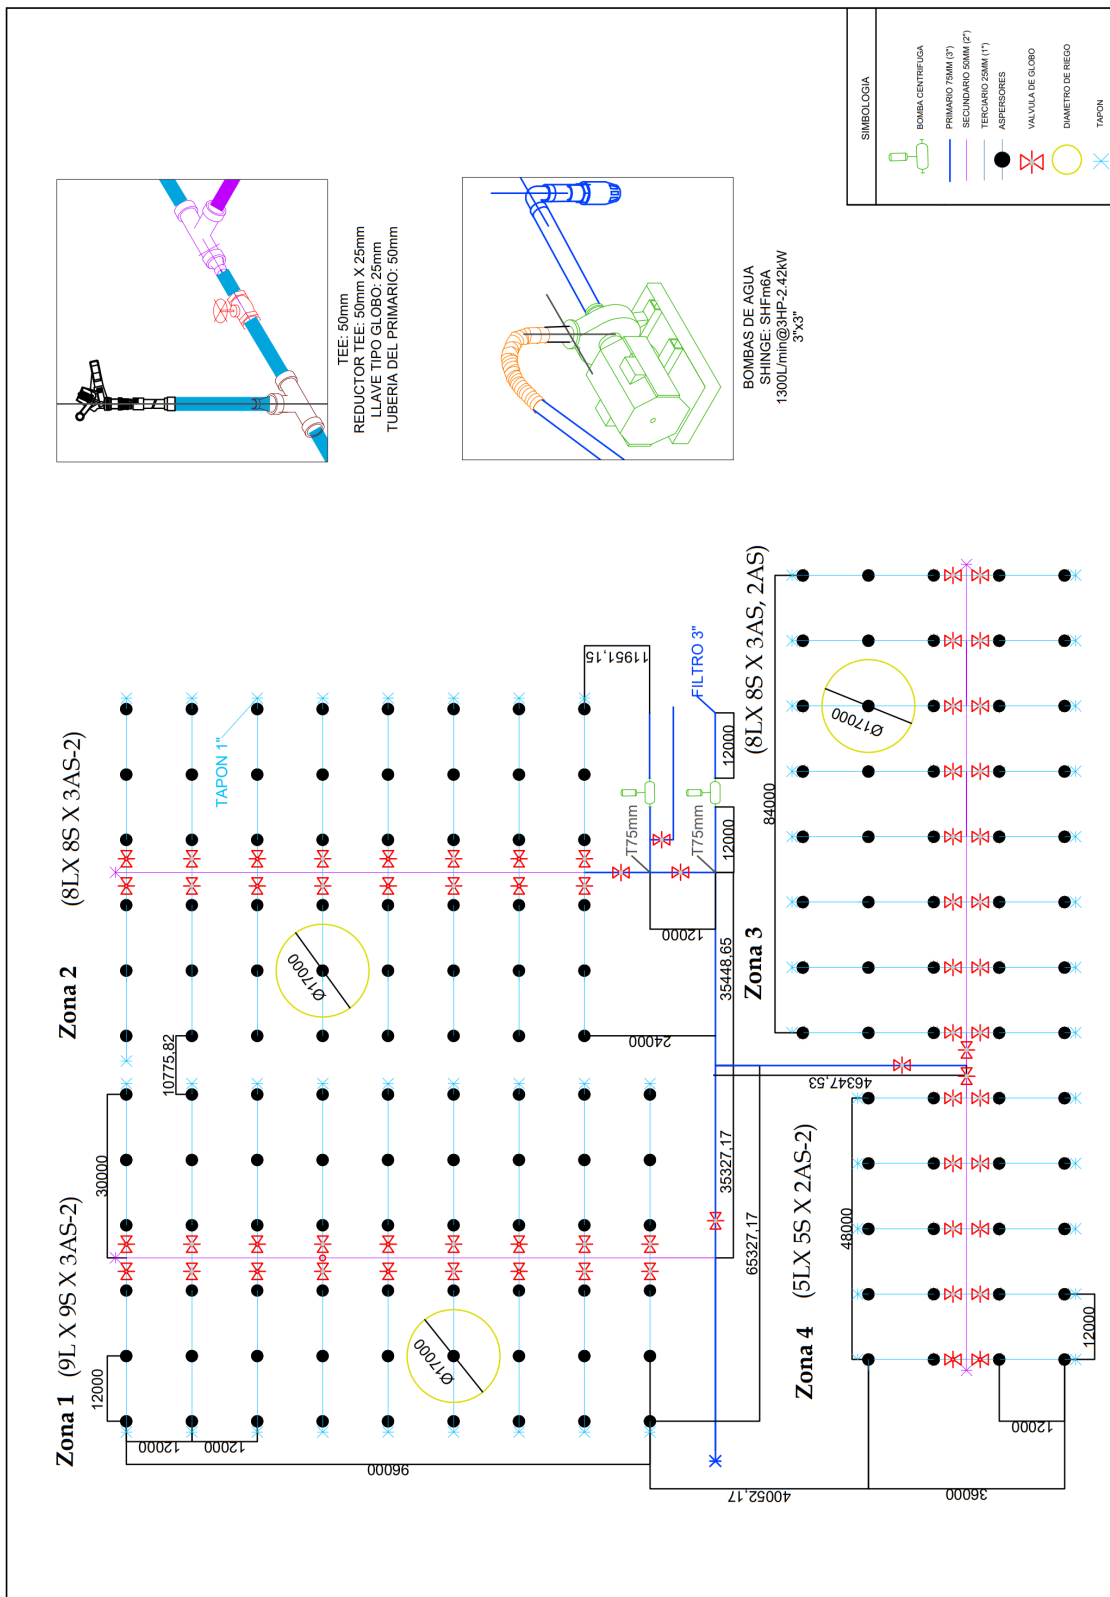 SIMBOLOGIA
BOMBA CENTRIFUGA
PRIMARIO 75MM (3")
SECUNDARIO 50MM (2")
TERCIARIO 25MM (1")
ASPERSORES
VALVULA DE GLOBO
DIAMETRO DE RIEGO
TAPON
TEE: 50mm
REDUCTOR TEE: 50mm X 25mm
LLAVE TIPO GLOBO: 25mm
TUBERIA DEL PRIMARIO: 50mm
BOMBAS DE AGUA
SHINGE: SHFm6A
1300L/min@3HP-2.42kW
3"x3"
Zona 1 (9L X 9S X 3AS-2)
12000
30000
12000
12000
96000
Ø17000
Zona 2 (8LX 8S X 3AS-2)
10775,82
TAPON 1"
Ø17000
24000
11951,15
FILTRO 3"
T75mm
T75mm
12000
12000
12000
35448,65
35327,17
65327,17
46347,53
Zona 3 (8LX 8S X 3AS, 2AS)
84000
Ø17000
Zona 4 (5LX 5S X 2AS-2)
48000
12000
12000
40052,17
36000